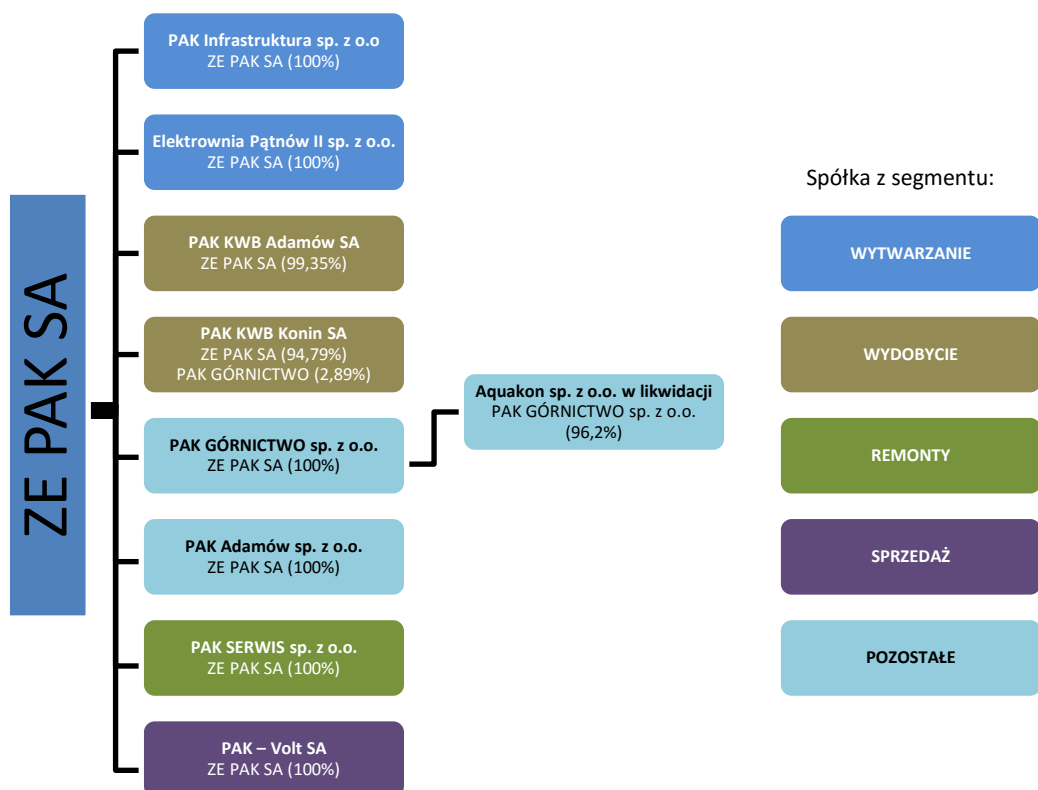 ZE PAK SA
PAK Infrastruktura sp. z o.o
ZE PAK SA (100%)
Elektrownia Pątnów II sp. z o.o.
ZE PAK SA (100%)
PAK KWB Adamów SA
ZE PAK SA (99,35%)
PAK KWB Konin SA
ZE PAK SA (94,79%)
PAK GÓRNICTWO (2,89%)
PAK GÓRNICTWO sp. z o.o.
ZE PAK SA (100%)
Aquakon sp. z o.o. w likwidacji
PAK GÓRNICTWO sp. z o.o.
(96,2%)
PAK Adamów sp. z o.o.
ZE PAK SA (100%)
PAK SERWIS sp. z o.o.
ZE PAK SA (100%)
PAK – Volt SA
ZE PAK SA (100%)
Spółka z segmentu:
WYTWARZANIE
WYDOBYCIE
REMONTY
SPRZEDAŻ
POZOSTAŁE